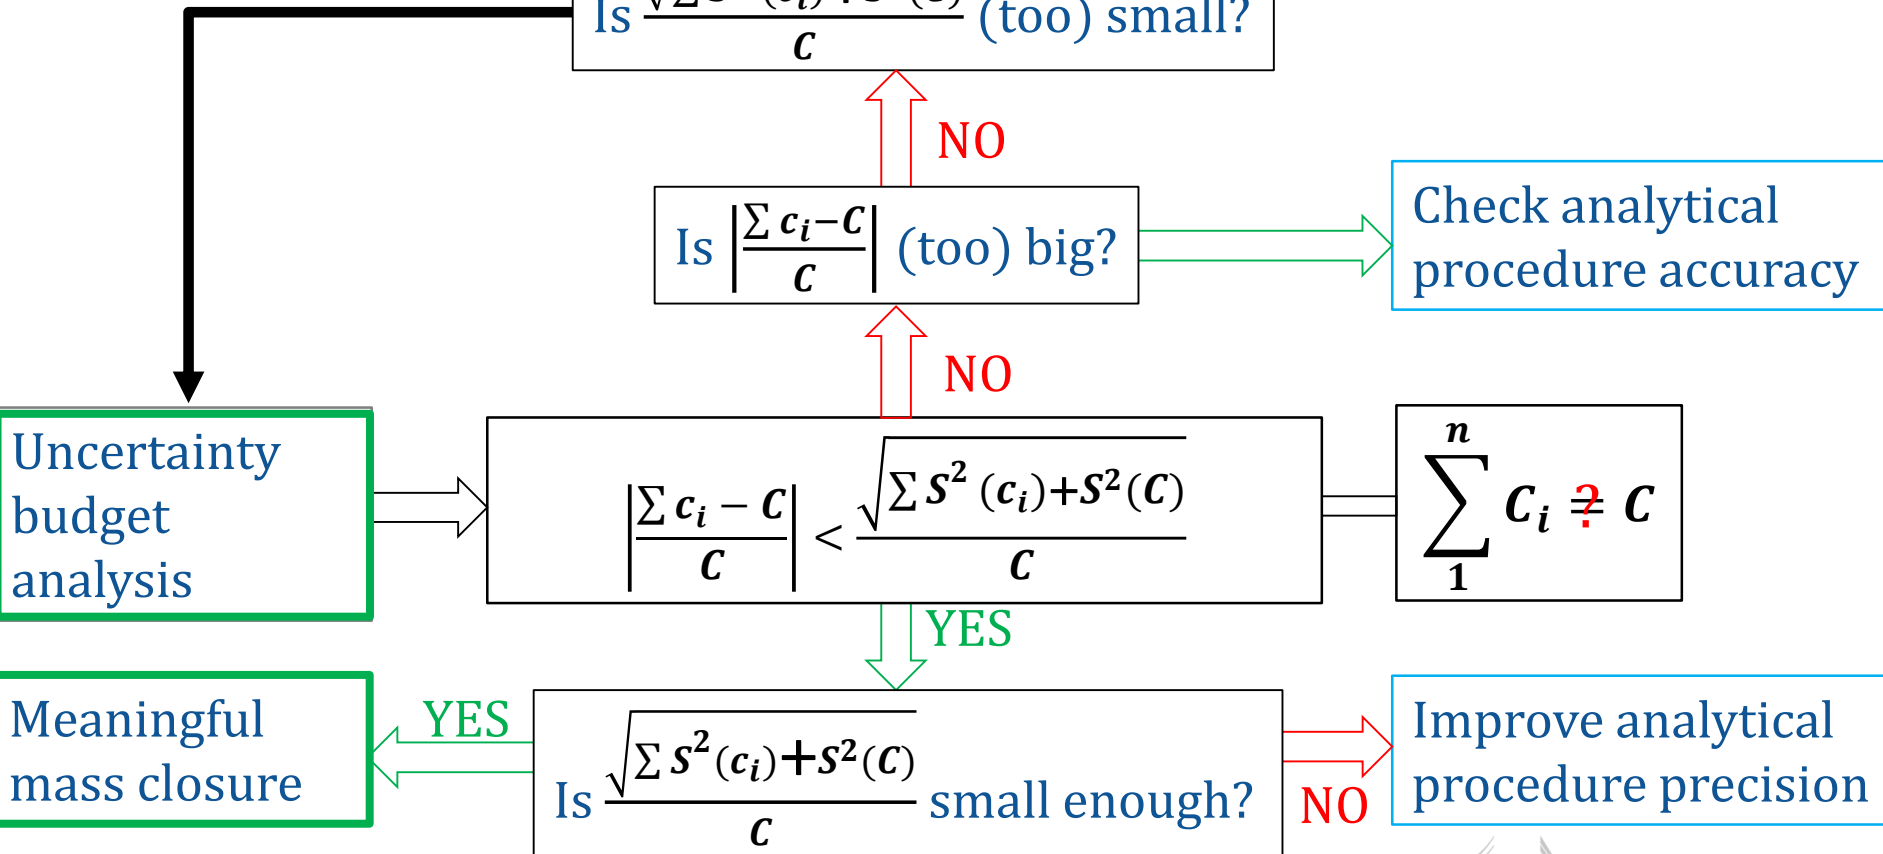 Is C (too) small?
NO
Is |∑ cᵢ−C / C| (too) big?
Check analytical
procedure accuracy
NO
Uncertainty
budget
analysis
|∑ cᵢ − C / C| < √∑ S² (cᵢ)+S²(C) / C
n
∑ Cᵢ = C
?
1
YES
Meaningful
mass closure
YES
Is √∑ S²(cᵢ)+S²(C) / C small enough?
NO
Improve analytical
procedure precision